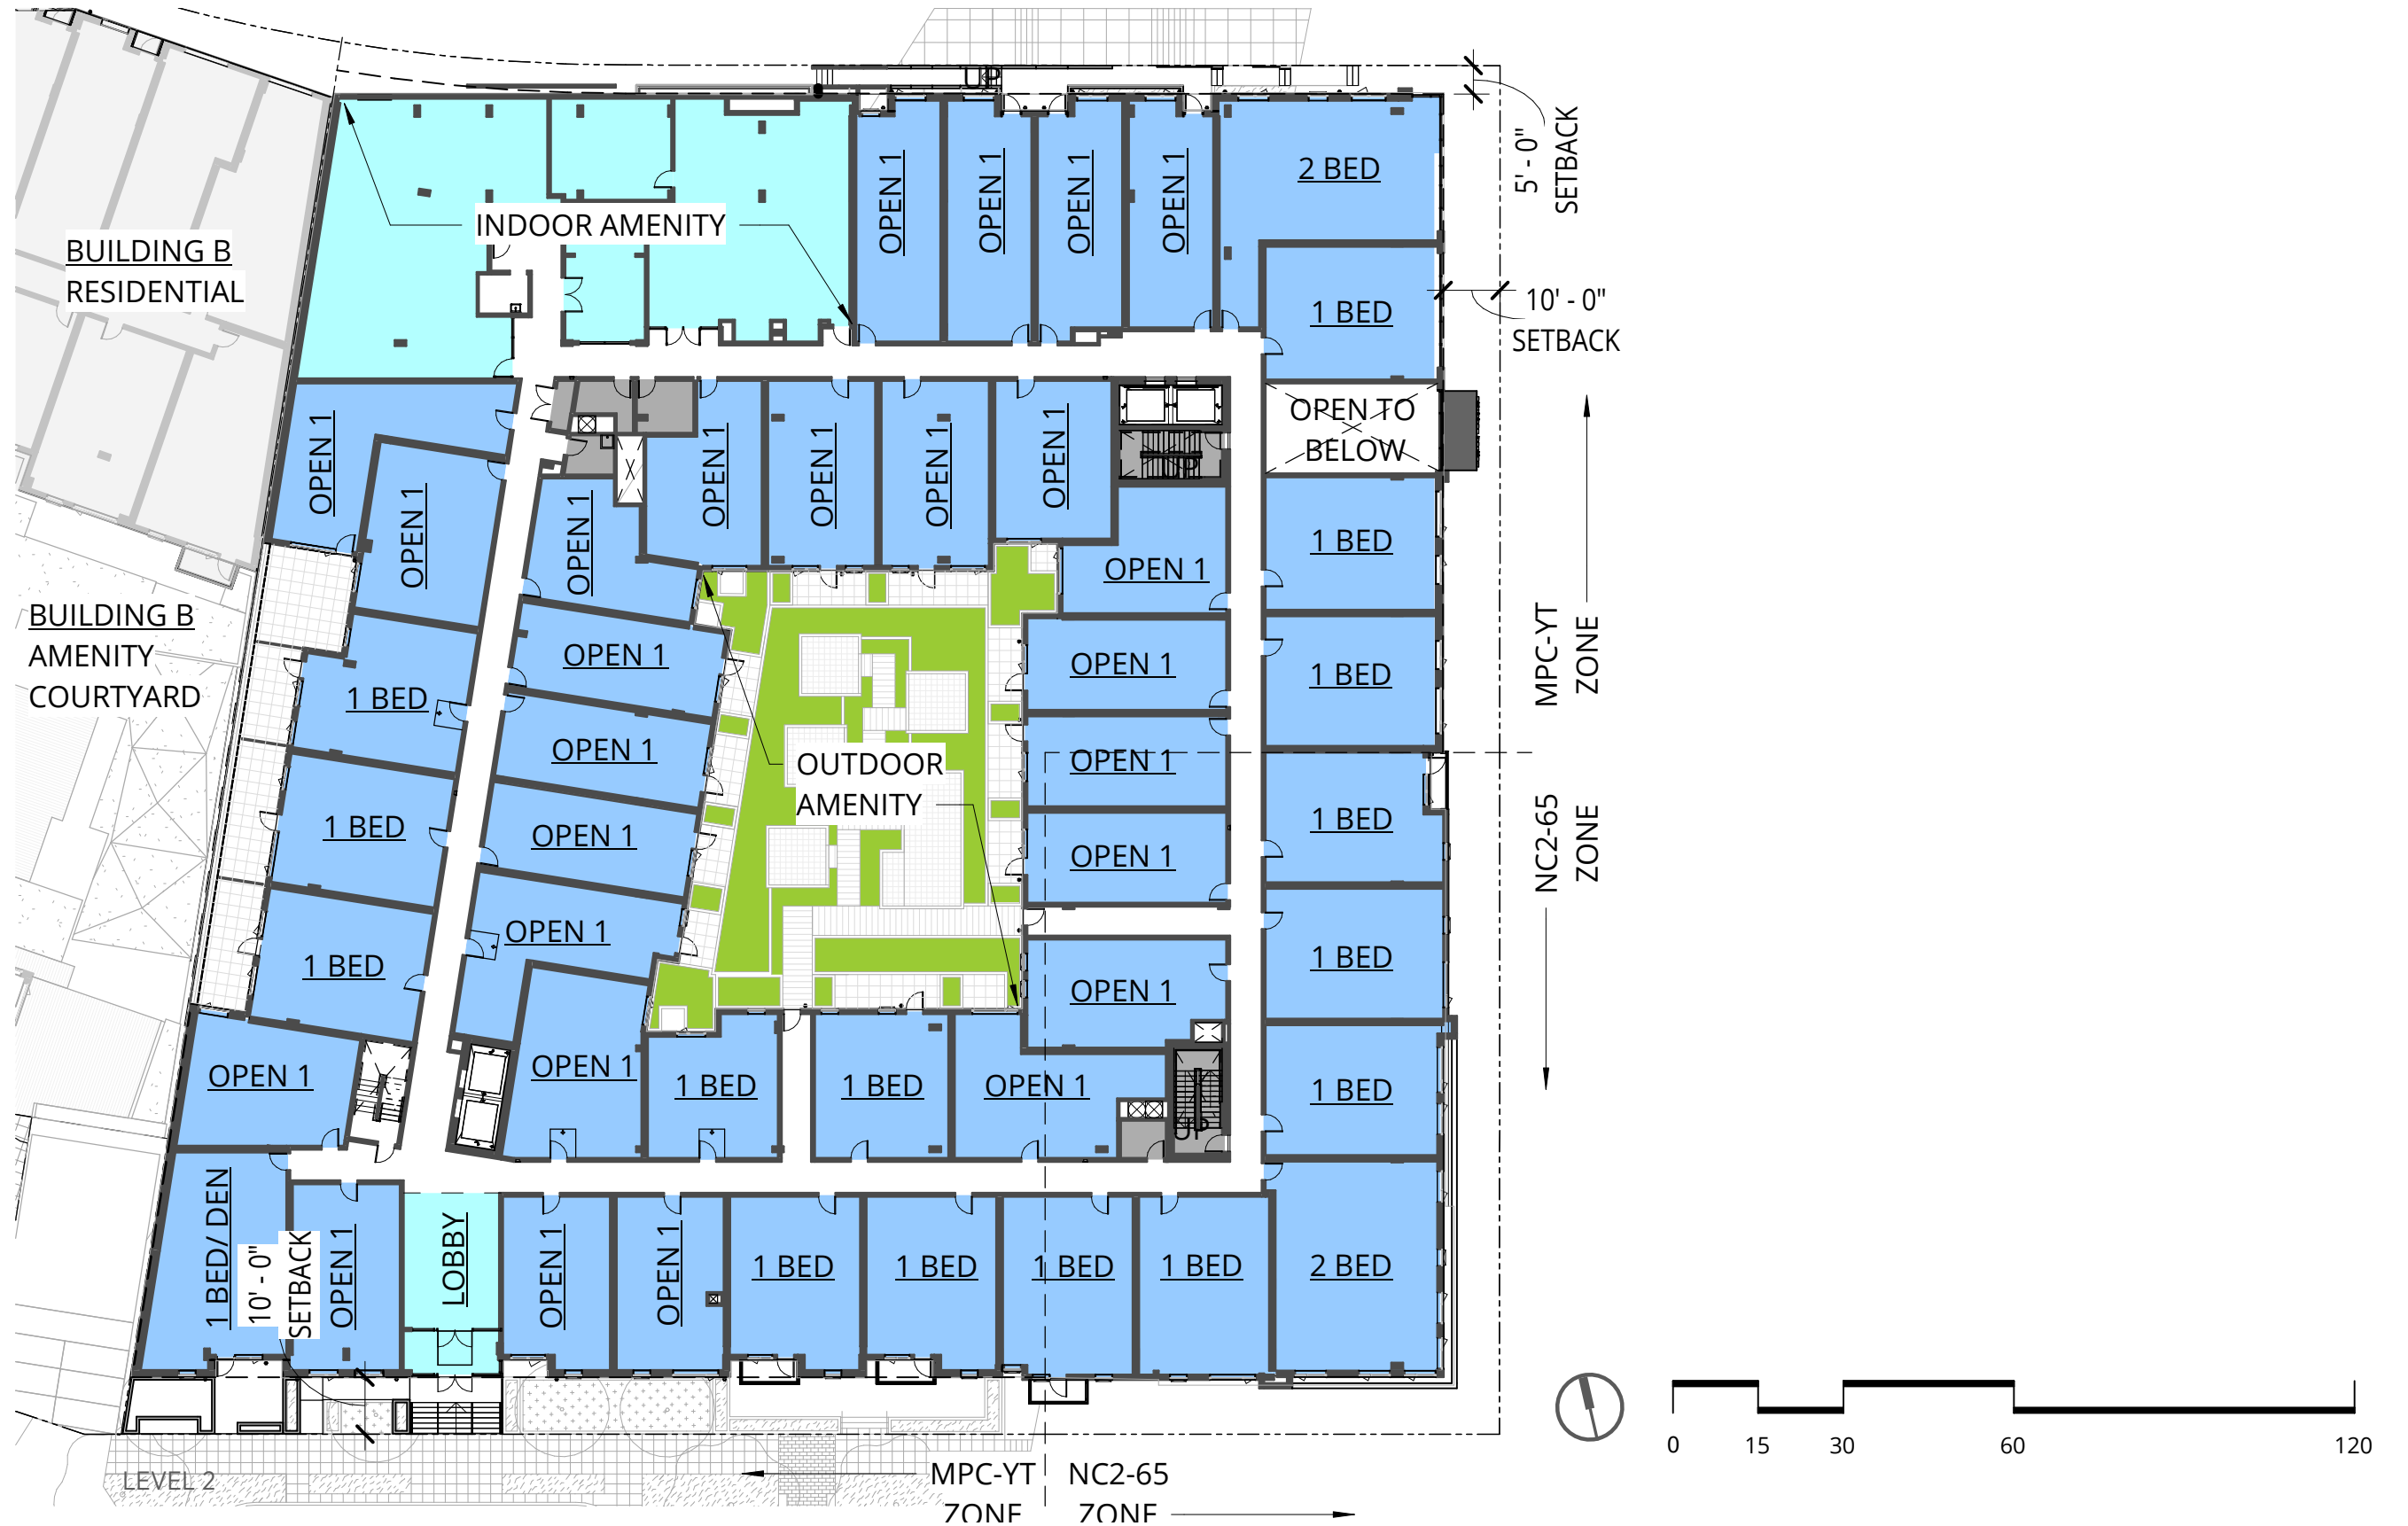 UP
5' - 0"
SETBACK
OPEN 1
OPEN 1
OPEN 1
OPEN 1
2 BED
INDOOR AMENITY
BUILDING B
RESIDENTIAL
1 BED
10' - 0"
SETBACK
OPEN TO
BELOW
OPEN 1
OPEN 1
OPEN 1
OPEN 1
OPEN 1
OPEN 1
UP
OPEN 1
OPEN 1
1 BED
BUILDING B
AMENITY
COURTYARD
OPEN 1
OPEN 1
1 BED
MPC-YT
ZONE
1 BED
OPEN 1
OPEN 1
OUTDOOR
AMENITY
1 BED
OPEN 1
OPEN 1
1 BED
NC2-65
ZONE
OPEN 1
1 BED
1 BED
OPEN 1
OPEN 1
OPEN 1
1 BED
1 BED
OPEN 1
1 BED
UP
1 BED/ DEN
10' - 0"
SETBACK
OPEN 1
LOBBY
OPEN 1
OPEN 1
1 BED
1 BED
1 BED
1 BED
2 BED
0 15 30 60 120
LEVEL 2
MPC-YT
ZONE
NC2-65
ZONE